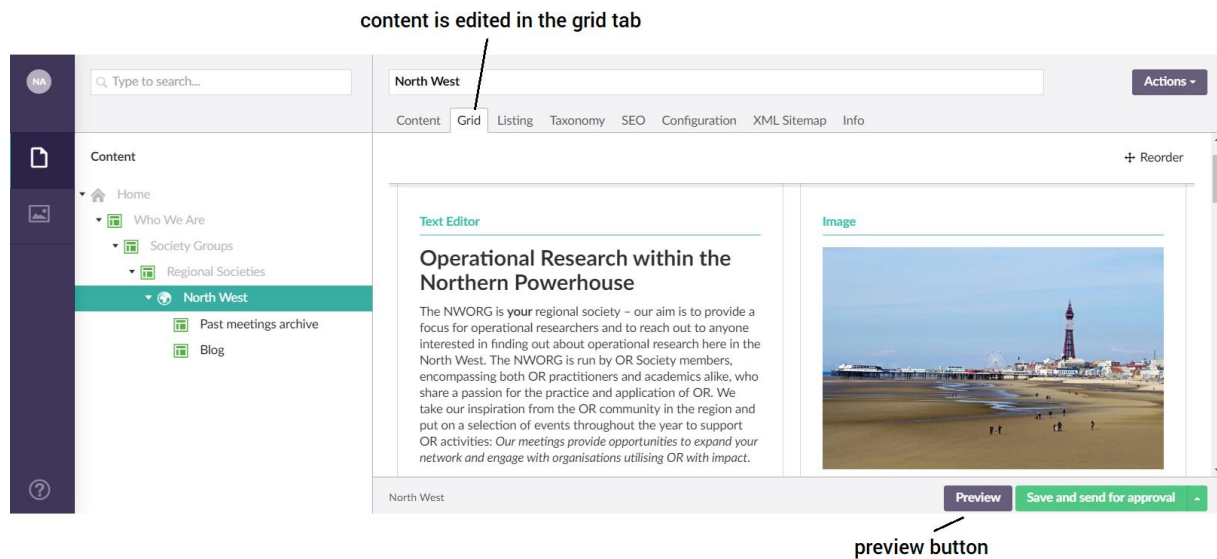 content is edited in the grid tab
NA
Type to search...
North West
Actions
Content Grid Listing Taxonomy SEO Configuration XML Sitemap Info
Content
Reorder
Home
Who We Are
Society Groups
Regional Societies
North West
Past meetings archive
Blog
Text Editor
Operational Research within the
Northern Powerhouse
The NWORG is your regional society – our aim is to provide a
focus for operational researchers and to reach out to anyone
interested in finding out about operational research here in the
North West. The NWORG is run by OR Society members,
encompassing both OR practitioners and academics alike, who
share a passion for the practice and application of OR. We
take our inspiration from the OR community in the region and
put on a selection of events throughout the year to support
OR activities: Our meetings provide opportunities to expand your
network and engage with organisations utilising OR with impact.
Image
North West
Preview
Save and send for approval
preview button